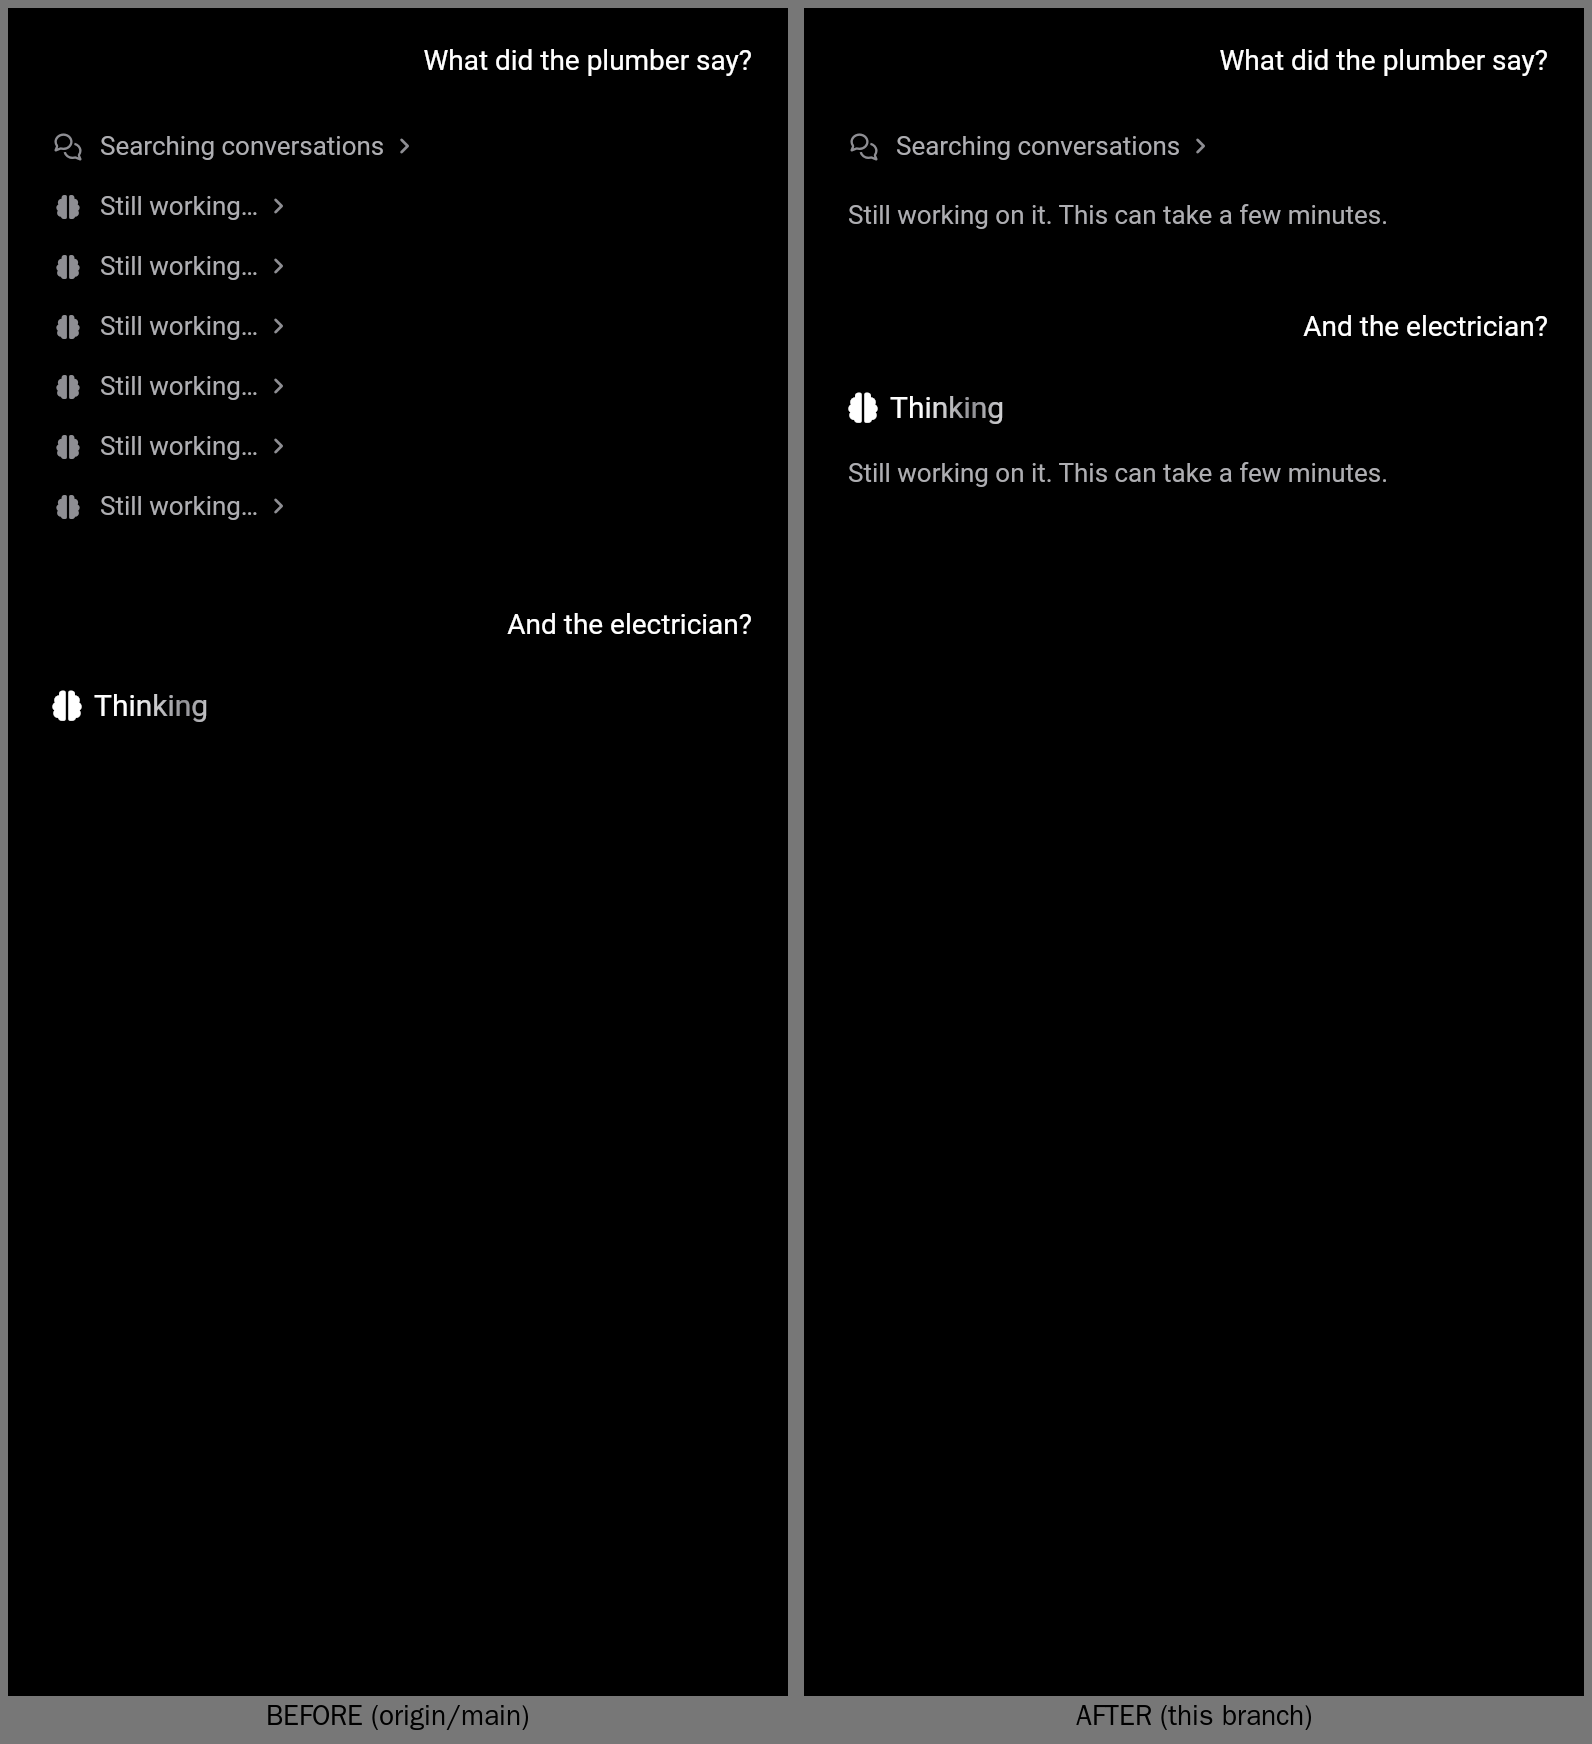 What did the plumber say?
Searching conversations
Still working...
Still working...
Still working...
Still working...
Still working...
Still working...
And the electrician?
Thinking
BEFORE (origin/main)
What did the plumber say?
Searching conversations
Still working on it. This can take a few minutes.
And the electrician?
Thinking
Still working on it. This can take a few minutes.
AFTER (this branch)